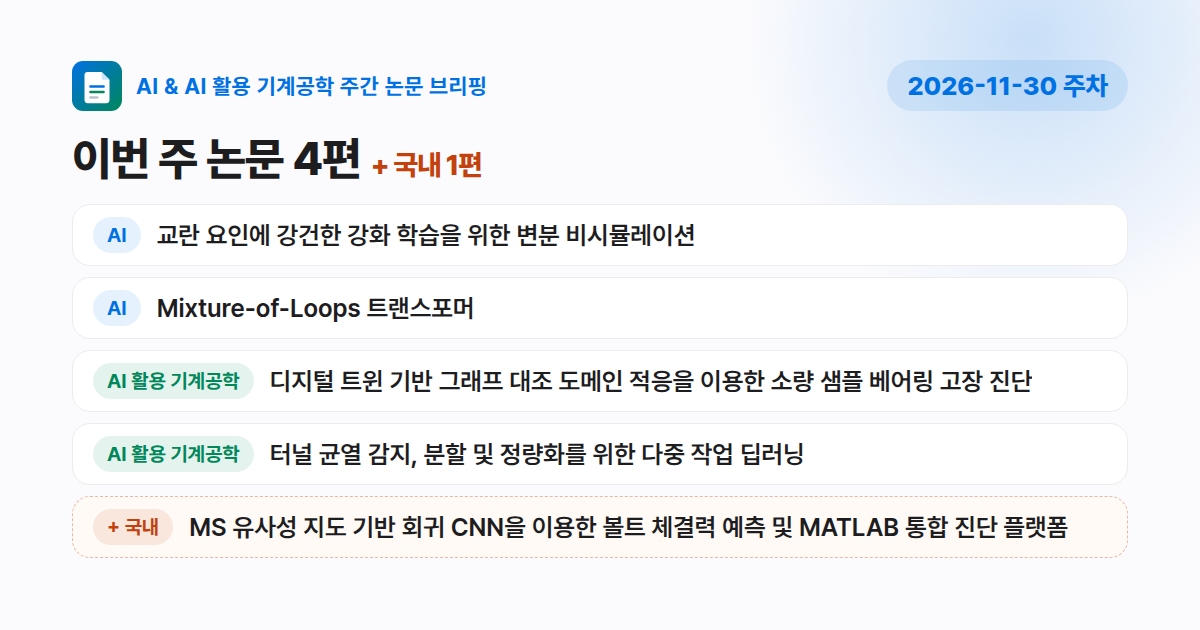 AI & AI 활용 기계공학 주간 논문 브리핑
2026-11-30 주차
이번 주 논문 4편 + 국내 1편
AI 교란 요인에 강건한 강화 학습을 위한 변분 비시뮬레이션
AI Mixture-of-Loops 트랜스포머
AI 활용 기계공학 디지털 트윈 기반 그래프 대조 도메인 적응을 이용한 소량 샘플 베어링 고장 진단
AI 활용 기계공학 터널 균열 감지, 분할 및 정량화를 위한 다중 작업 딥러닝
+ 국내 MS 유사성 지도 기반 회귀 CNN을 이용한 볼트 체결력 예측 및 MATLAB 통합 진단 플랫폼